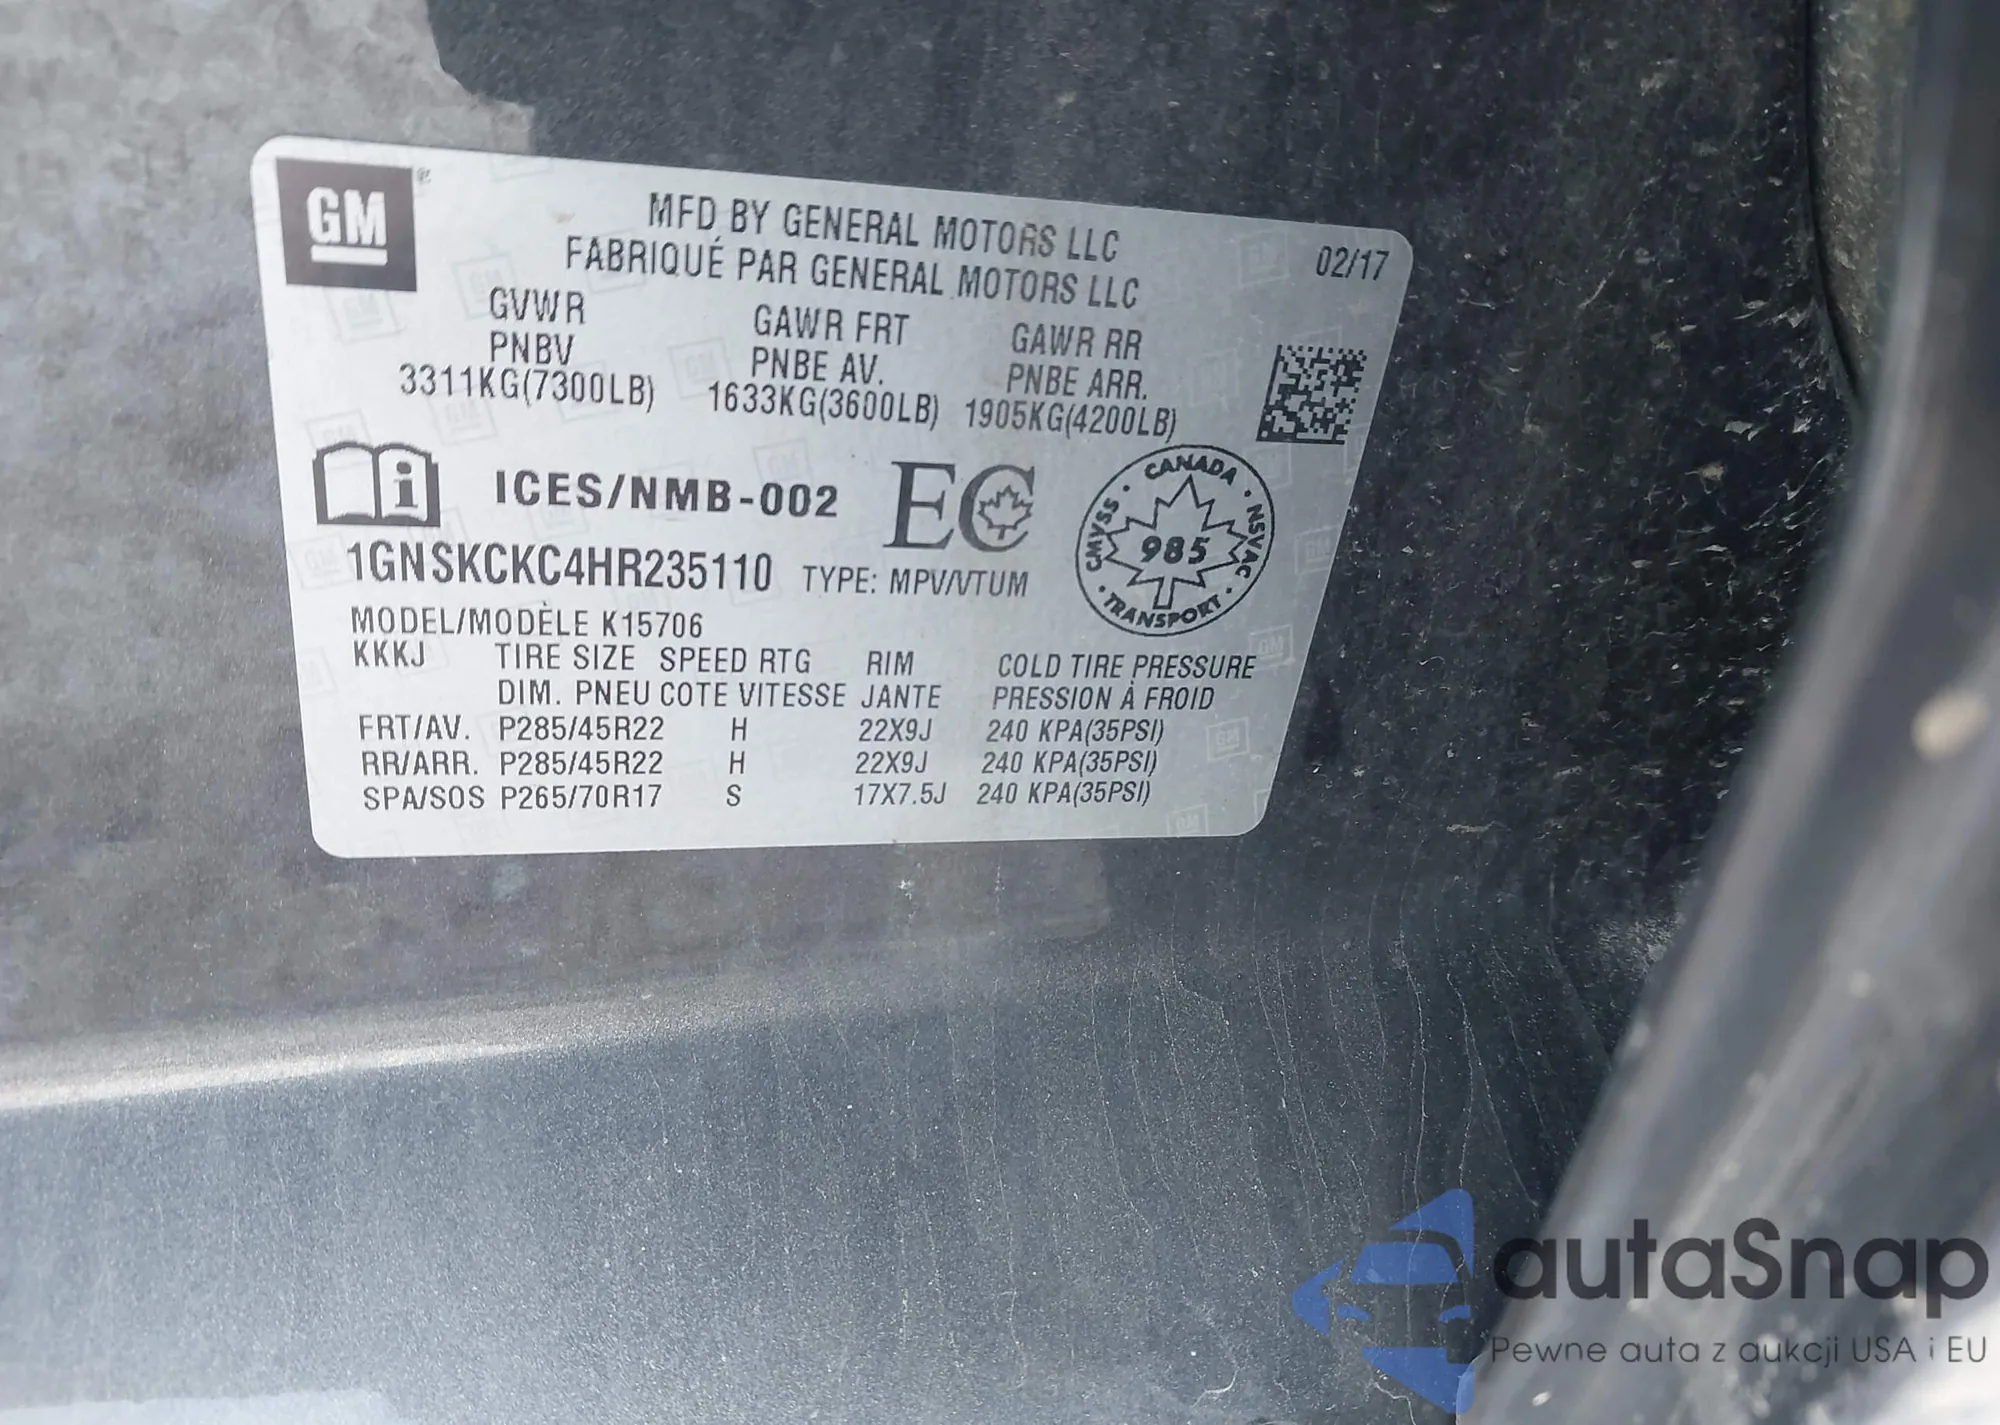 GM
MFD BY GENERAL MOTORS LLC
FABRIQUÉ PAR GENERAL MOTORS LLC
02/17
GVWR GAWR FRT GAWR RR
PNBV PNBE AV. PNBE ARR.
3311KG(7300LB) 1633KG(3600LB) 1905KG(4200LB)
ICES/NMB-002 EC
CANADA · NSVAC · TRANSPORT · CMVSS ·
985
1GNSKCKC4HR235110 TYPE: MPV/VTUM
MODEL/MODÈLE K15706
KKKJ TIRE SIZE SPEED RTG RIM COLD TIRE PRESSURE
DIM. PNEU COTE VITESSE JANTE PRESSION À FROID
FRT/AV. P285/45R22 H 22X9J 240 KPA(35PSI)
RR/ARR. P285/45R22 H 22X9J 240 KPA(35PSI)
SPA/SOS P265/70R17 S 17X7.5J 240 KPA(35PSI)
autaSnap
Pewne auta z aukcji USA i EU